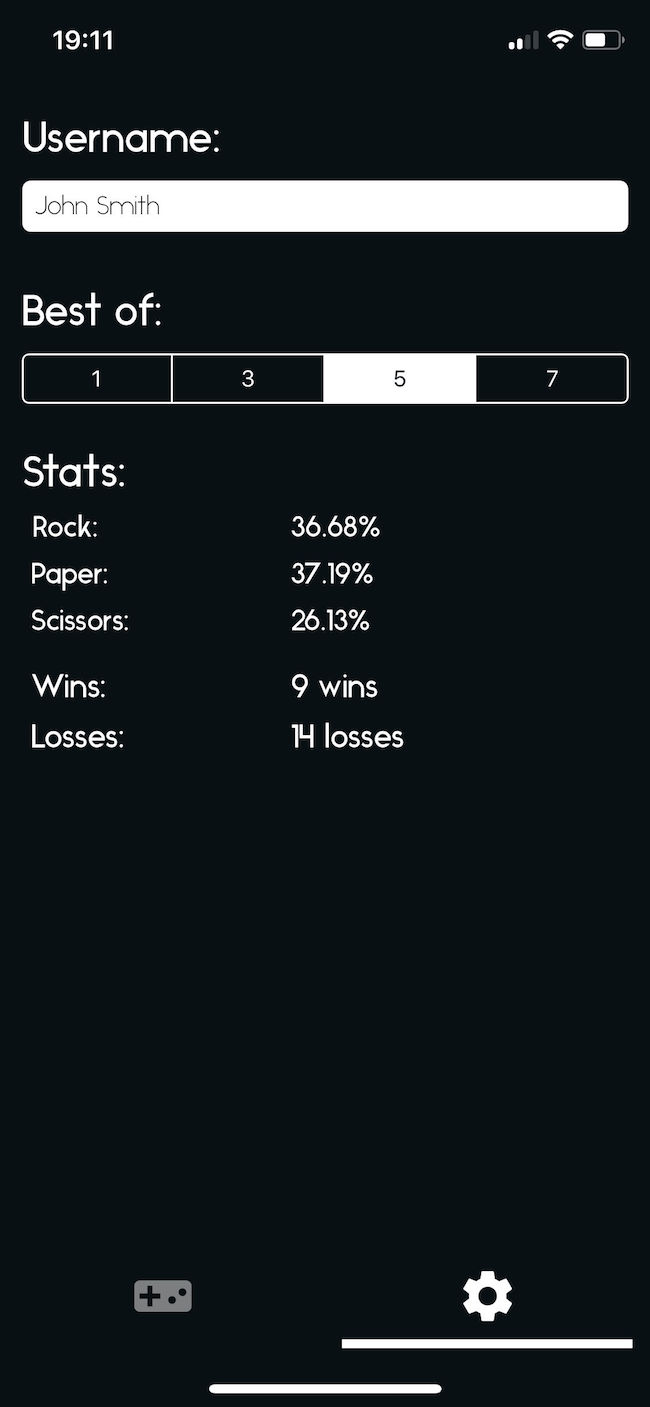 19:11
Username:
John Smith
Best of:
1 3 5 7
Stats:
Rock: 36.68%
Paper: 37.19%
Scissors: 26.13%
Wins: 9 wins
Losses: 14 losses